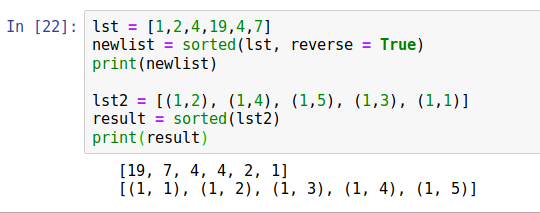 In [22]: lst = [1,2,4,19,4,7]
newlist = sorted(lst, reverse = True)
print(newlist)
lst2 = [(1,2), (1,4), (1,5), (1,3), (1,1)]
result = sorted(lst2)
print(result)
[19, 7, 4, 4, 2, 1]
[(1, 1), (1, 2), (1, 3), (1, 4), (1, 5)]